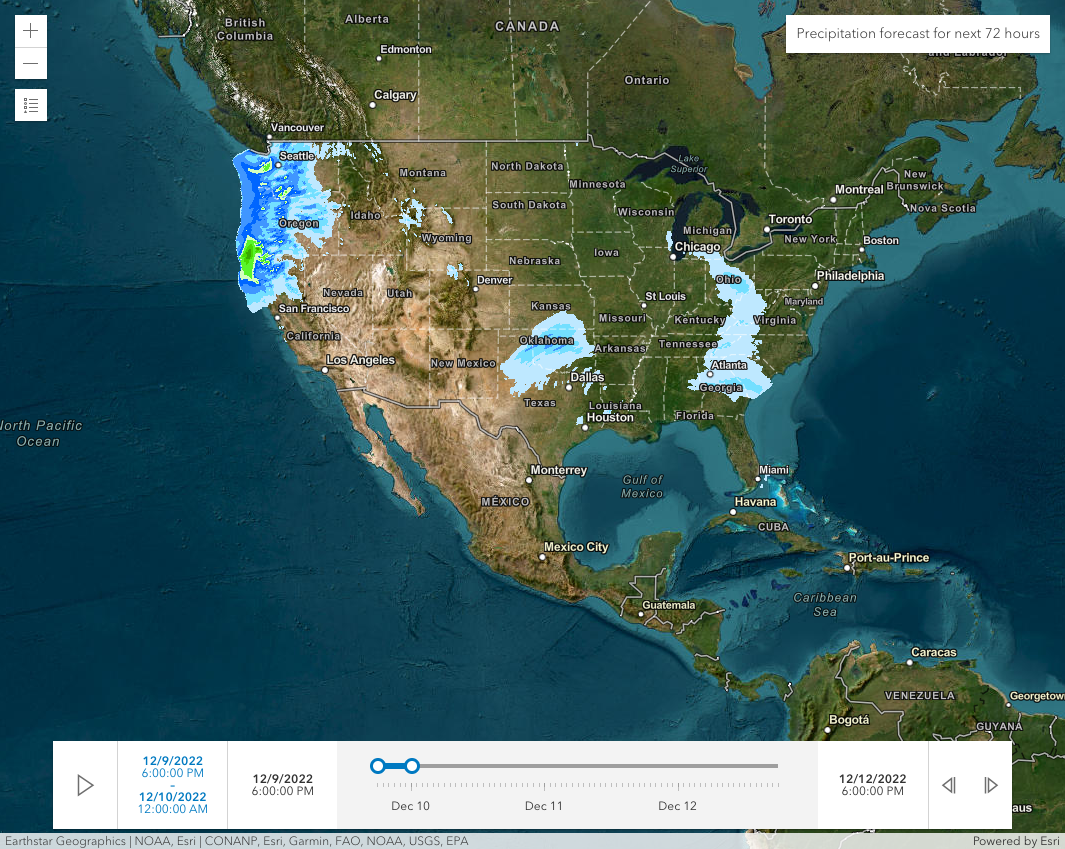 British
Columbia
Alberta
CANADA
Precipitation forecast for next 72 hours
and Labrador
Edmonton
Ontario
Calgary
Vancouver
Seattle
Lake
Superior
Montana
North Dakota
Minnesota
New
Brunswick
Montreal
South Dakota
Wisconsin
Nova Scotia
Idaho
Oregon
Toronto
Michigan
Wyoming
Chicago
New York
Boston
Iowa
Nebraska
Philadelphia
Denver
Ohio
Nevada
Utah
St Louis
Maryland
San Francisco
Kansas
Missouri
Kentucky
Virginia
California
Oklahoma
Arkansas
Tennessee
Los Angeles
New Mexico
Atlanta
Dallas
Georgia
Texas
Louisiana
Houston
Florida
North Pacific
Ocean
Monterrey
Miami
Gulf of
Mexico
MÉXICO
Havana
CUBA
Mexico City
Port-au-Prince
Caribbean
Sea
Guatemala
Caracas
VENEZUELA
Georgetown
Bogotá
GUYANA
12/9/2022
6:00:00 PM
–
12/10/2022
12:00:00 AM
12/9/2022
6:00:00 PM
Dec 10
Dec 11
Dec 12
12/12/2022
6:00:00 PM
aus
Earthstar Geographics | NOAA, Esri | CONANP, Esri, Garmin, FAO, NOAA, USGS, EPA
Powered by Esri